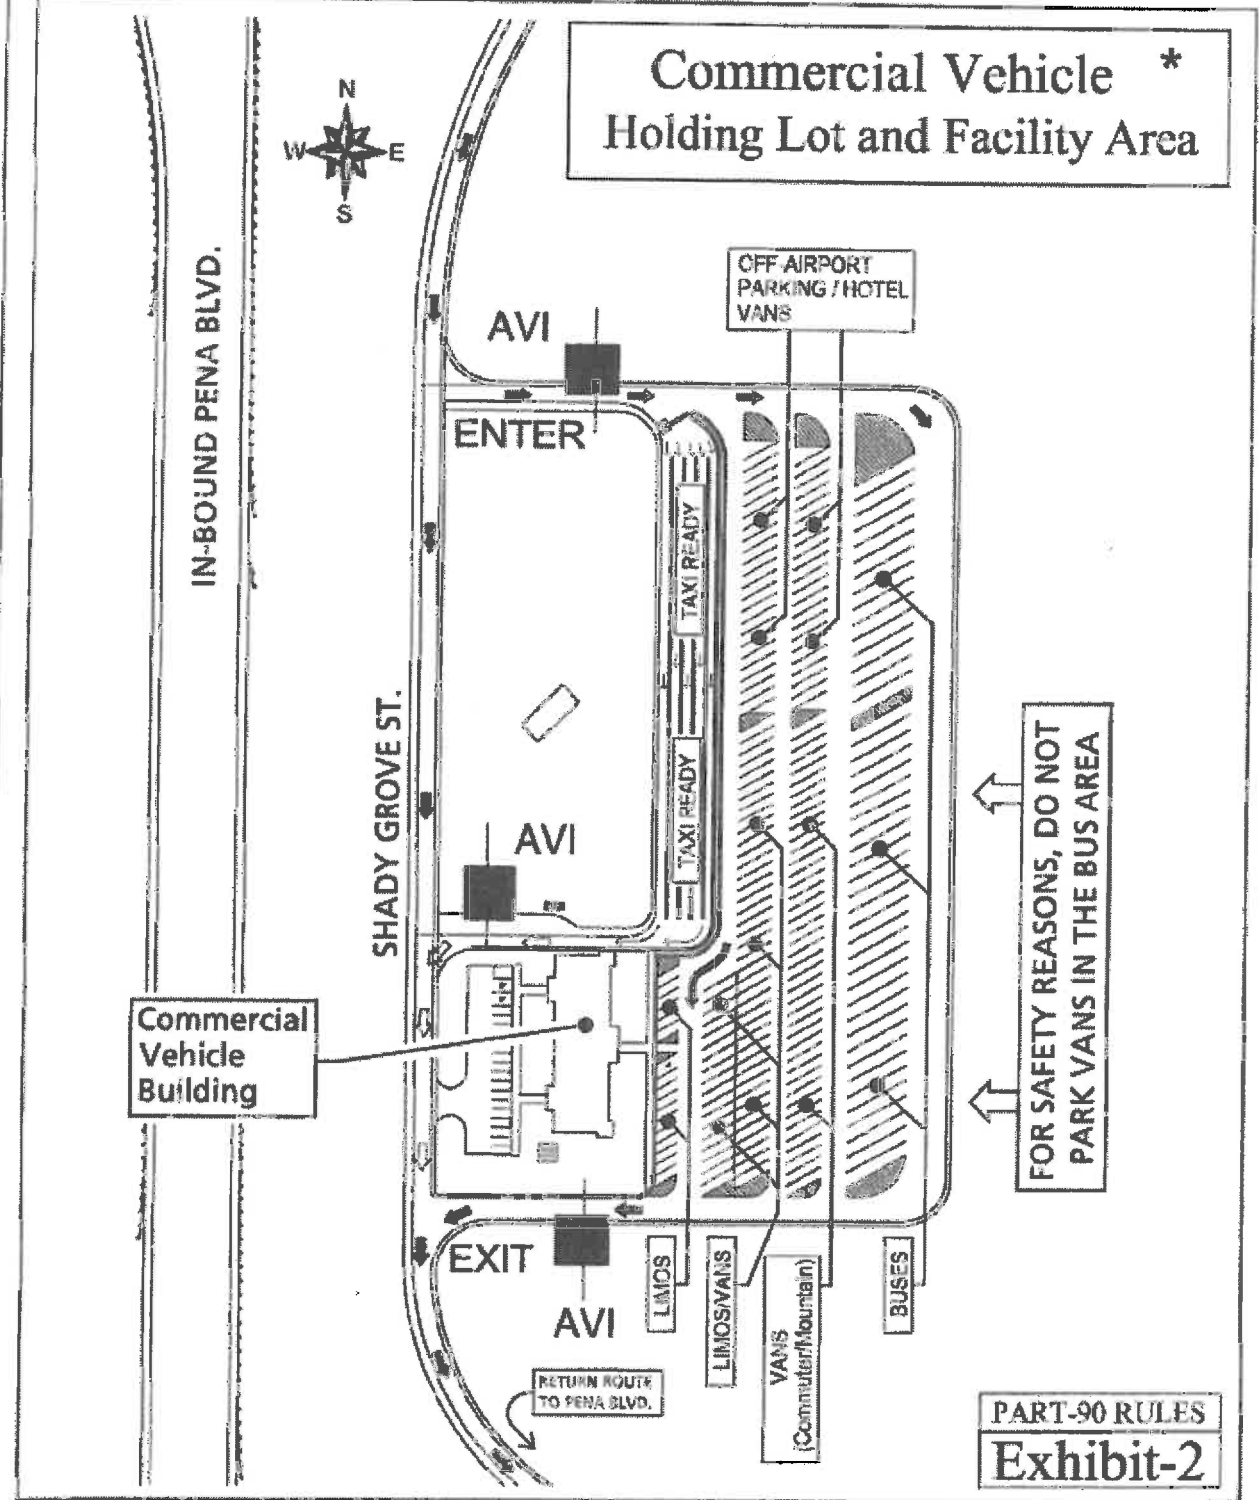 Commercial Vehicle *
Holding Lot and Facility Area
N
W
E
S
IN-BOUND PENA BLVD.
OFF-AIRPORT
PARKING / HOTEL
VANS
AVI
ENTER
TAXI READY
SHADY GROVE ST.
TAXI READY
AVI
FOR SAFETY REASONS, DO NOT
PARK VANS IN THE BUS AREA
Commercial
Vehicle
Building
EXIT
AVI
LIMOS
LIMOS/VANS
VANS
(Commuter/Mountain)
BUSES
RETURN ROUTE
TO PENA BLVD.
PART-90 RULES
Exhibit-2